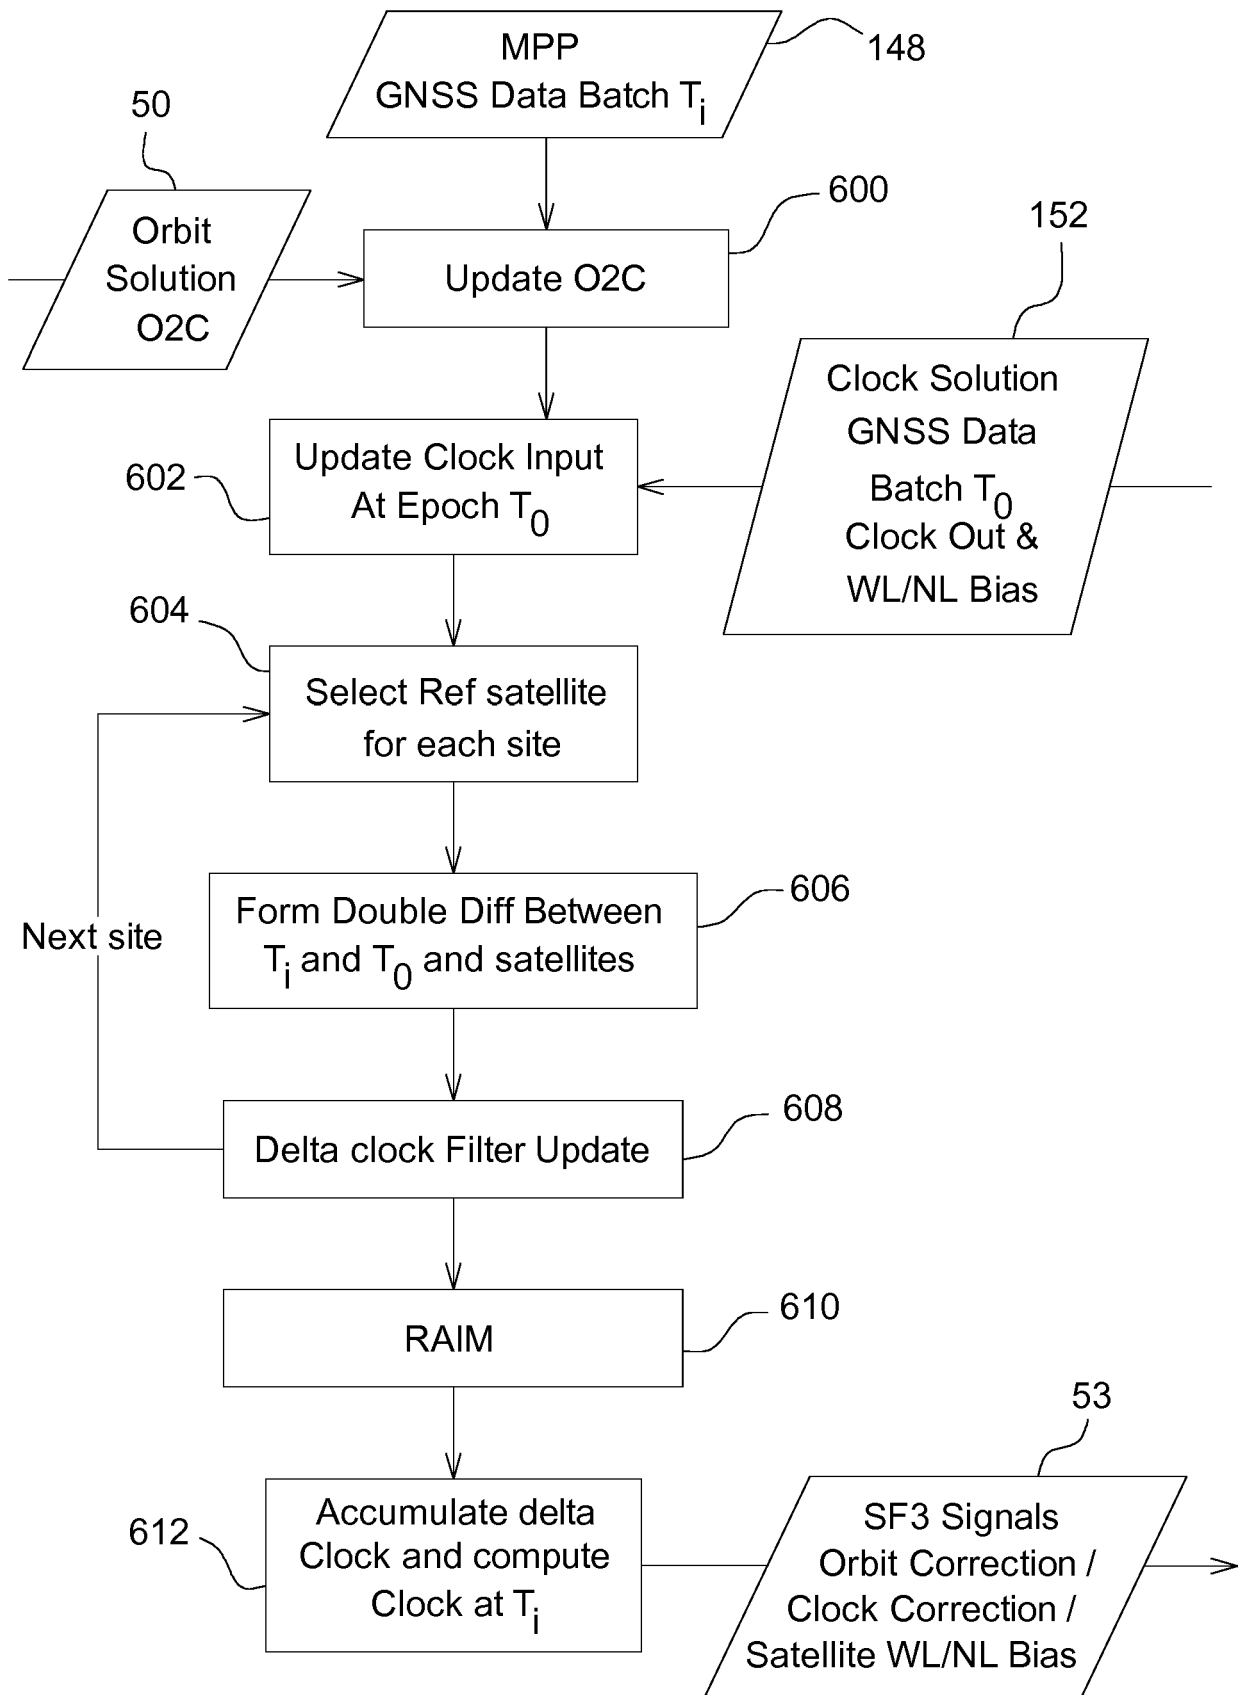 MPP
GNSS Data Batch Ti
148
50
Orbit
Solution
O2C
600
Update O2C
152
Clock Solution
GNSS Data
Batch T0
Clock Out &
WL/NL Bias
Update Clock Input
At Epoch T0
602
604
Select Ref satellite
for each site
Next site
606
Form Double Diff Between
Ti and T0 and satellites
608
Delta clock Filter Update
610
RAIM
53
612
Accumulate delta
Clock and compute
Clock at Ti
SF3 Signals
Orbit Correction /
Clock Correction /
Satellite WL/NL Bias